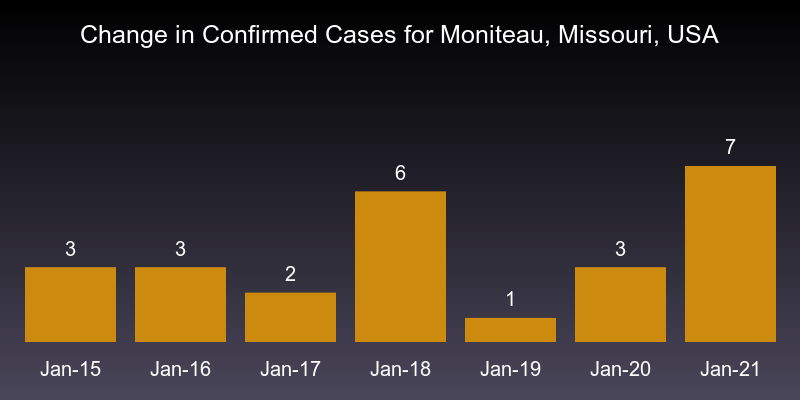 Change in Confirmed Cases for Moniteau, Missouri, USA
7
6
3 3 3
2
1
Jan-15 Jan-16 Jan-17 Jan-18 Jan-19 Jan-20 Jan-21